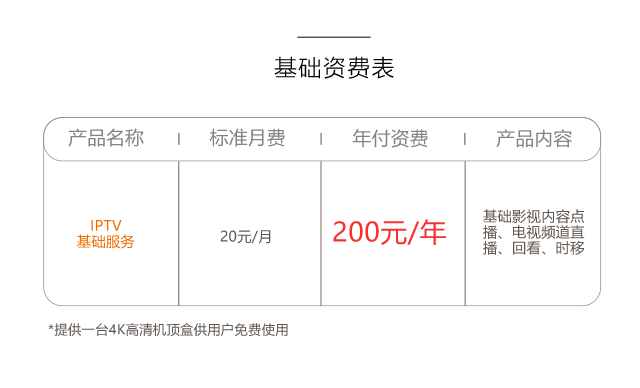 基础资费表
产品名称
标准月费
年付资费
产品内容
IPTV
基础服务
20元/月
200元/年
基础影视内容点
播、电视频道直
播、回看、时移
*提供一台4K高清机顶盒供用户免费使用